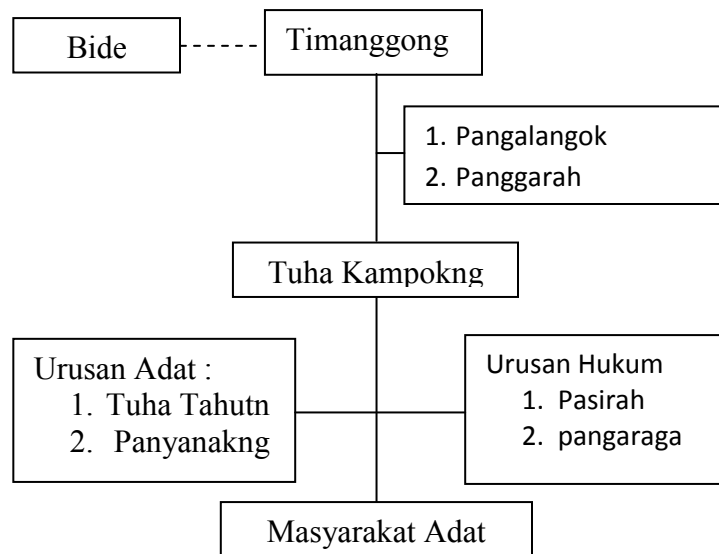 Bide
Timanggong
1. Pangalangok
2. Panggarah
Tuha Kampokng
Urusan Adat :
1. Tuha Tahutn
2. Panyanakng
Urusan Hukum
1. Pasirah
2. pangaraga
Masyarakat Adat